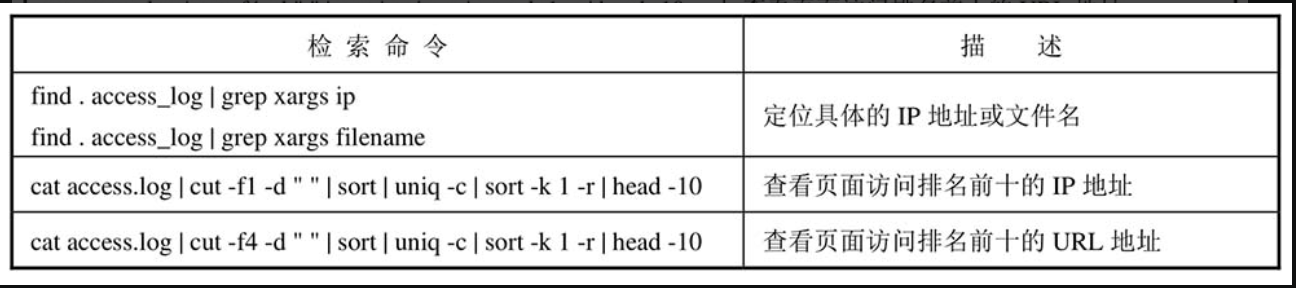 检索命令
描述
find . access_log | grep xargs ip
find . access_log | grep xargs filename
定位具体的 IP 地址或文件名
cat access.log | cut -f1 -d " " | sort | uniq -c | sort -k 1 -r | head -10
查看页面访问排名前十的 IP 地址
cat access.log | cut -f4 -d " " | sort | uniq -c | sort -k 1 -r | head -10
查看页面访问排名前十的 URL 地址